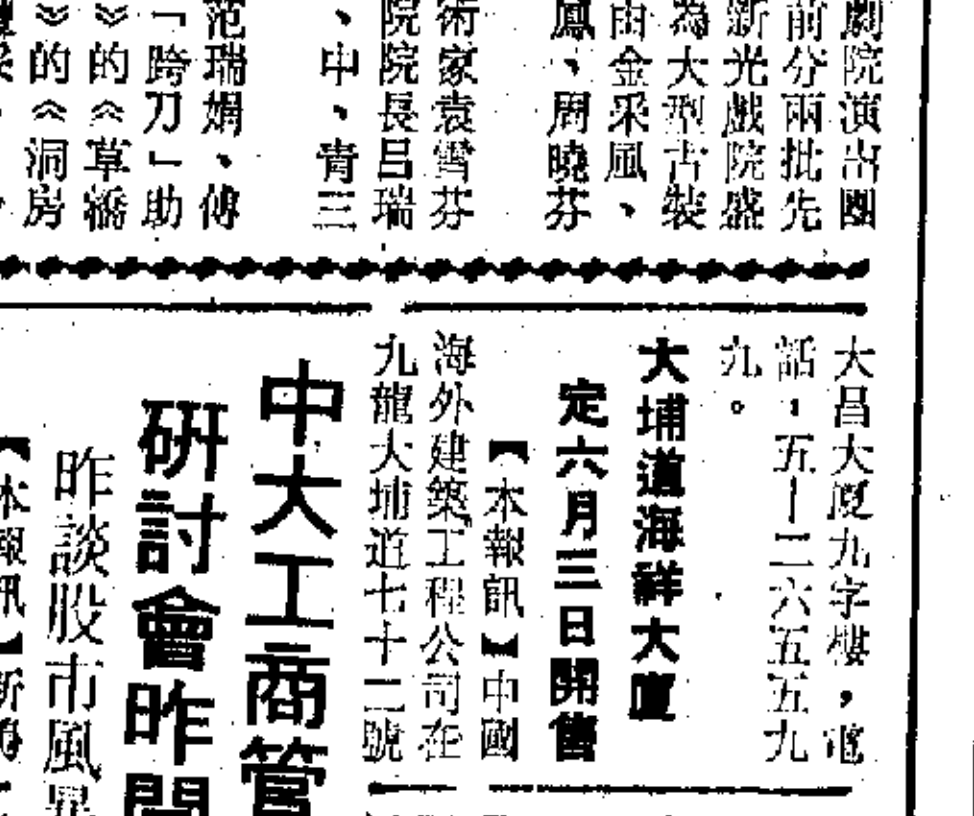 劇院演出團
前分兩批先
新光戲院盛
為大型古裝
由金采風、
鳳、周曉芬
術家袁雪芬
院院長呂瑞
、中、青三
范瑞娟、傅
「跨刀」助
》的《草橋
》的《洞房
大昌大廈九字樓，電
話：五—二六五五九
九。
大埔道海祥大廈
定六月三日開售
【本報訊】中國
海外建築工程公司在
九龍大埔道七十二號
中大工商管
研討會昨開
昨談股市風
【本報訊】新